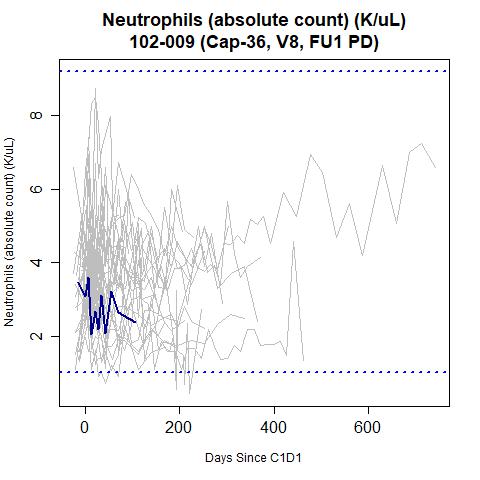 Neutrophils (absolute count) (K/uL)
102-009 (Cap-36, V8, FU1 PD)
Neutrophils (absolute count) (K/uL)
8
6
4
2
0 200 400 600
Days Since C1D1